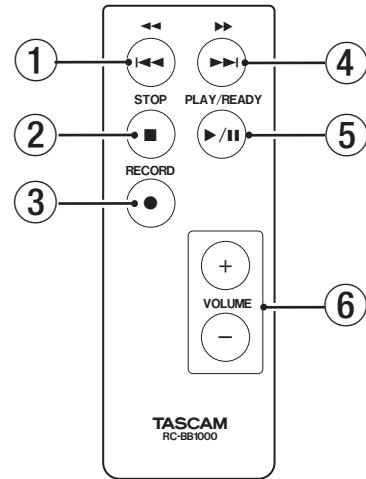 1
4
STOP PLAY/READY
2
5
RECORD
3
+
VOLUME
6
−
TASCAM
RC-BB1000